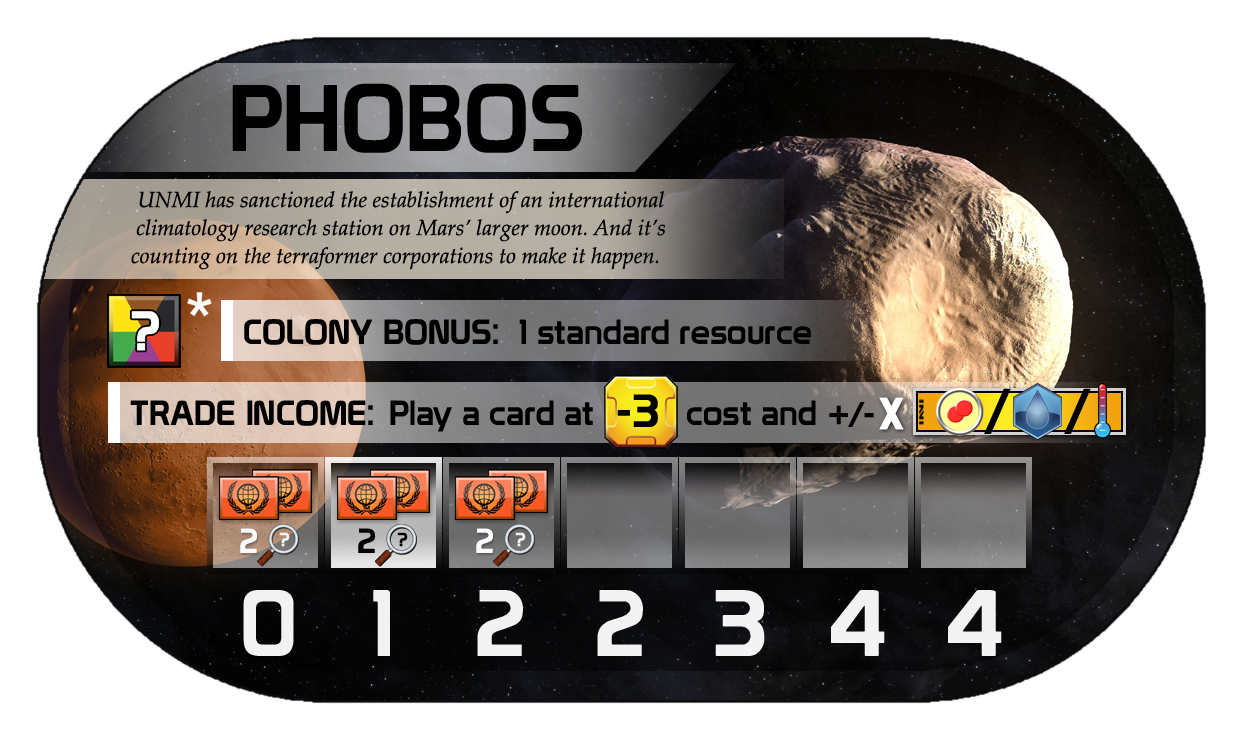 PHOBOS
UNMI has sanctioned the establishment of an international
climatology research station on Mars' larger moon. And it's
counting on the terraformer corporations to make it happen.
? * COLONY BONUS: 1 standard resource
TRADE INCOME: Play a card at -3 cost and +/- X / /
2 ? 2 ? 2 ?
0 1 2 2 3 4 4